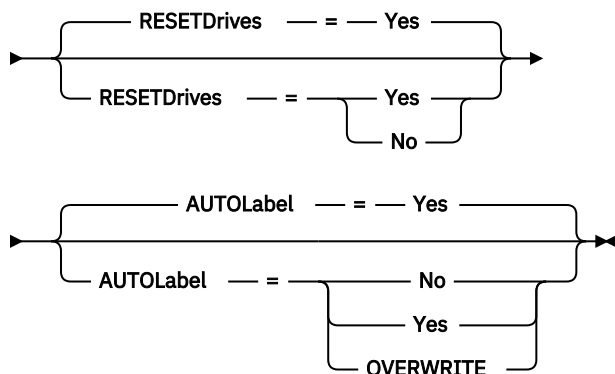 RESETDrives = Yes
RESETDrives = Yes
No
AUTOLabel = Yes
AUTOLabel = No
Yes
OVERWRITE